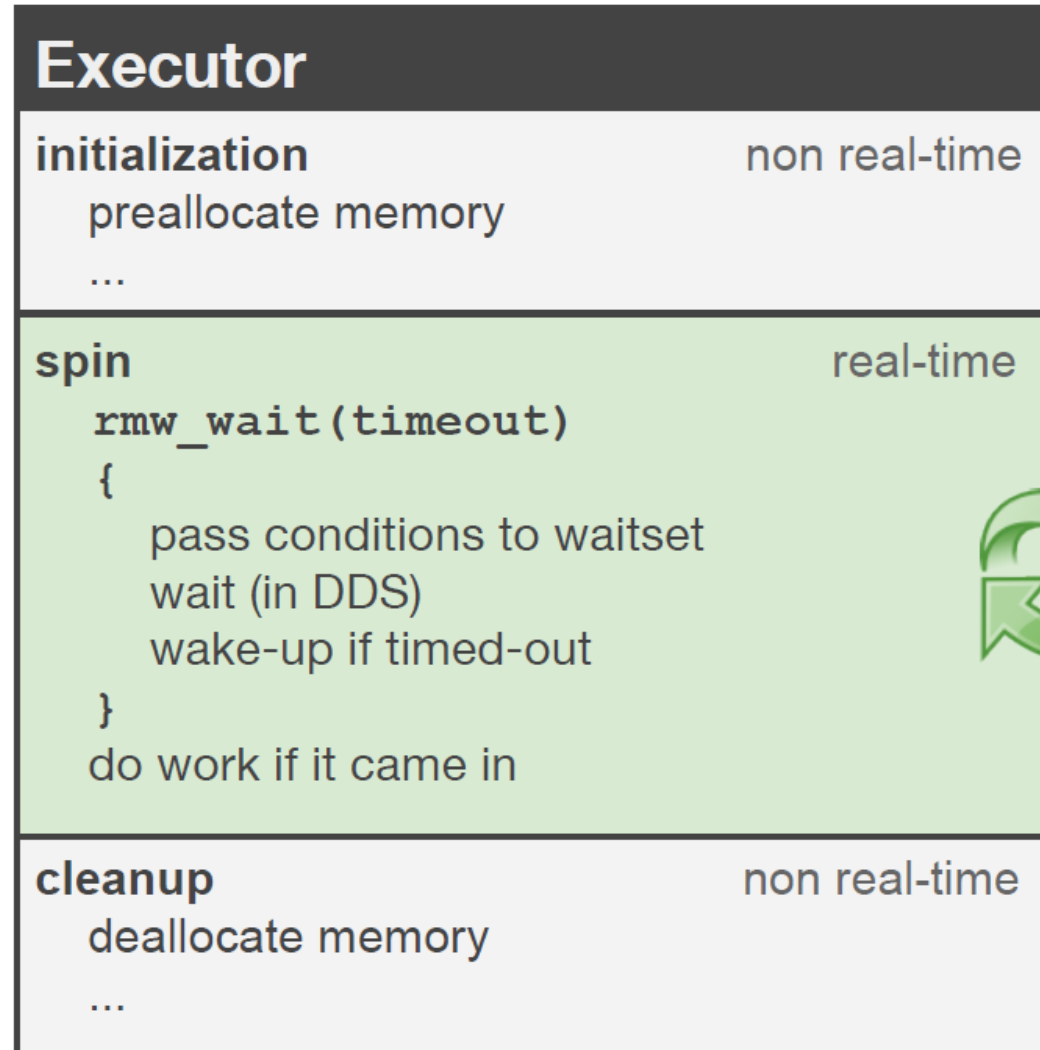 Executor
initialization non real-time
preallocate memory
...
spin real-time
rmw_wait(timeout)
{
pass conditions to waitset
wait (in DDS)
wake-up if timed-out
}
do work if it came in
cleanup non real-time
deallocate memory
...